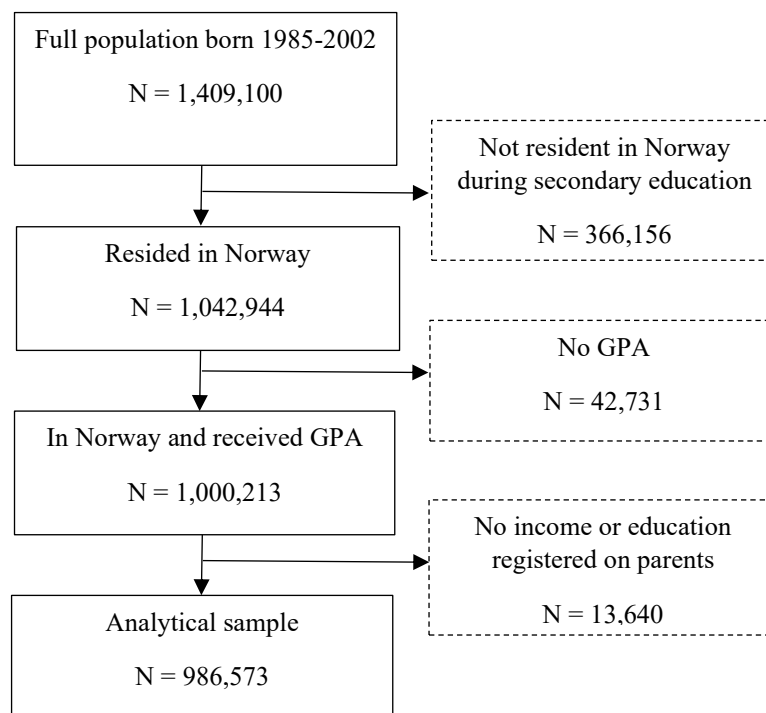 Full population born 1985-2002
N = 1,409,100
Not resident in Norway
during secondary education
N = 366,156
Resided in Norway
N = 1,042,944
No GPA
N = 42,731
In Norway and received GPA
N = 1,000,213
No income or education
registered on parents
N = 13,640
Analytical sample
N = 986,573